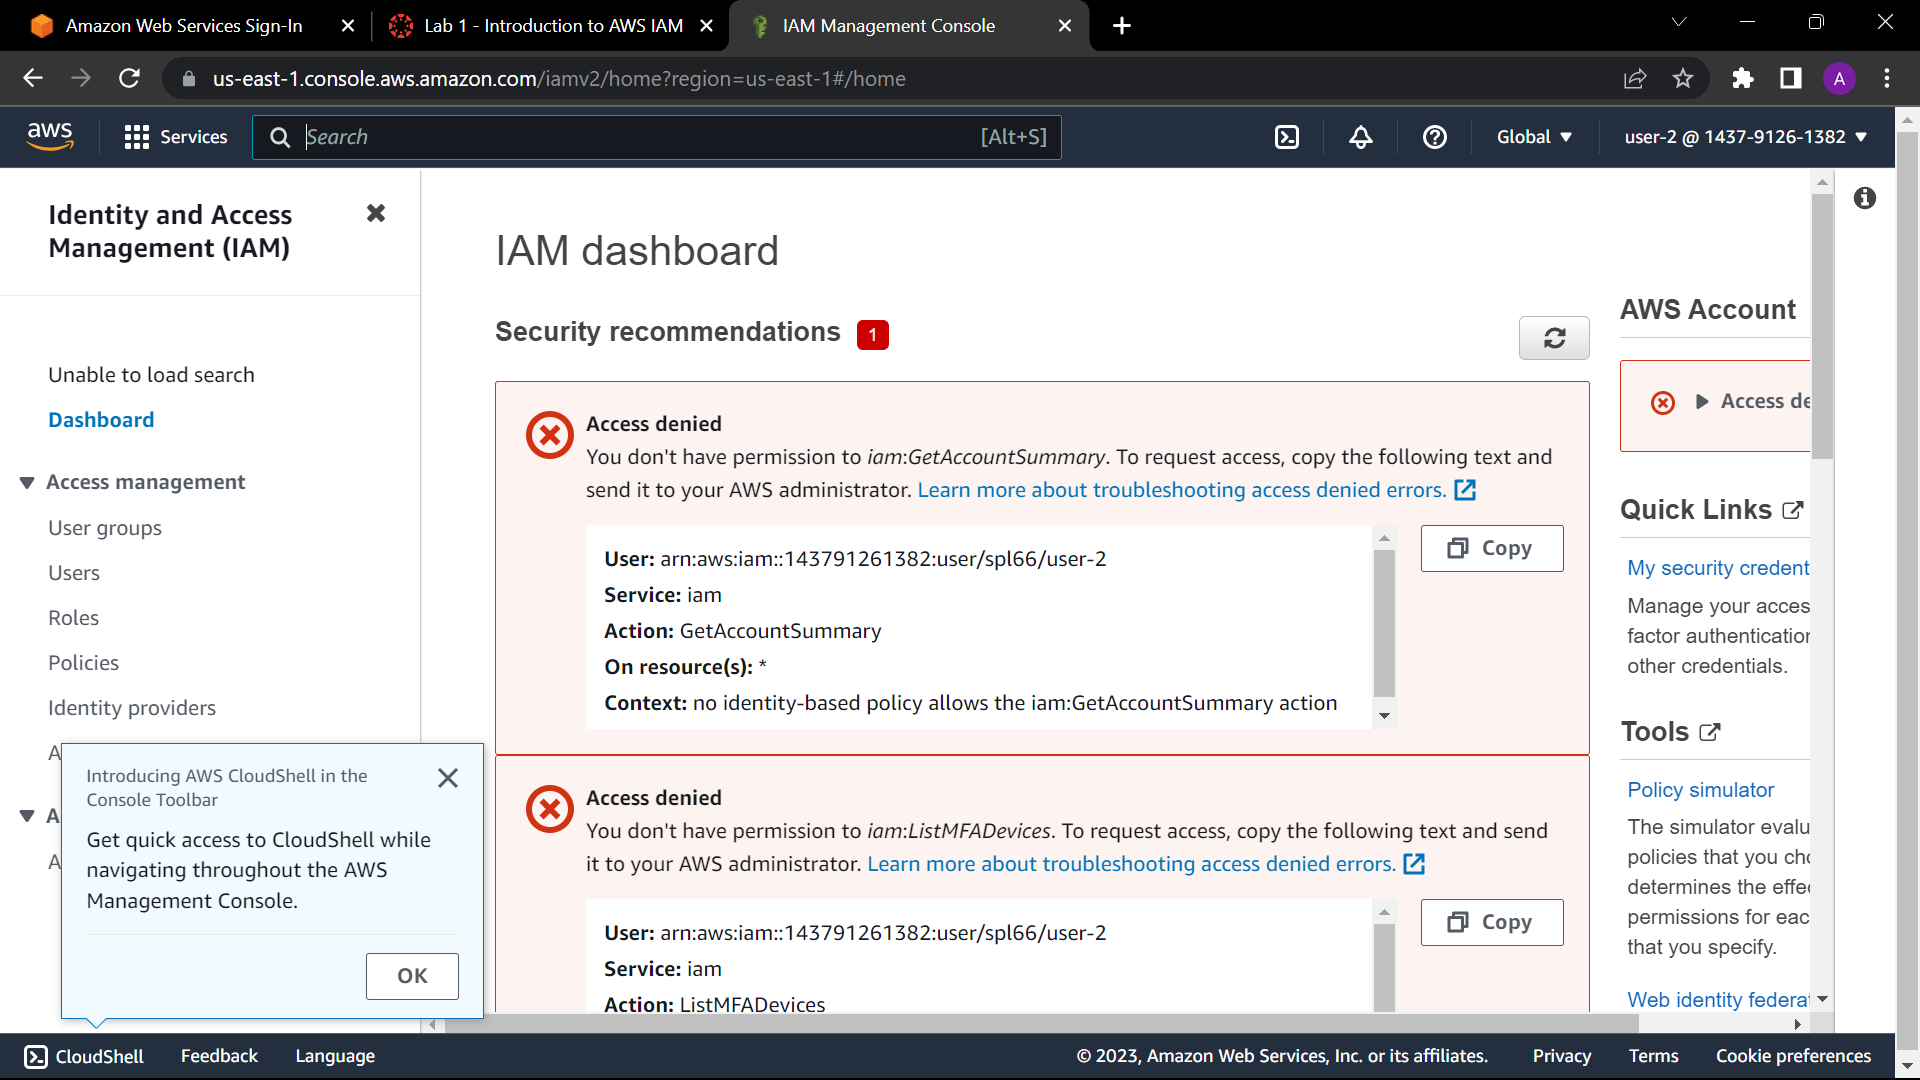 Amazon Web Services Sign-In
Lab 1 - Introduction to AWS IAM
IAM Management Console
us-east-1.console.aws.amazon.com/iamv2/home?region=us-east-1#/home
A
aws
Services
Search
[Alt+S]
Global
user-2 @ 1437-9126-1382
Identity and Access
Management (IAM)
Unable to load search
Dashboard
Access management
User groups
Users
Roles
Policies
Identity providers
A
A
A
Introducing AWS CloudShell in the
Console Toolbar
Get quick access to CloudShell while
navigating throughout the AWS
Management Console.
OK
IAM dashboard
Security recommendations 1
Access denied
You don't have permission to iam:GetAccountSummary. To request access, copy the following text and
send it to your AWS administrator. Learn more about troubleshooting access denied errors.
User: arn:aws:iam::143791261382:user/spl66/user-2
Service: iam
Action: GetAccountSummary
On resource(s): *
Context: no identity-based policy allows the iam:GetAccountSummary action
Copy
Access denied
You don't have permission to iam:ListMFADevices. To request access, copy the following text and send
it to your AWS administrator. Learn more about troubleshooting access denied errors.
User: arn:aws:iam::143791261382:user/spl66/user-2
Service: iam
Action: ListMFADevices
Copy
AWS Account
Access de
Quick Links
My security credent
Manage your acces
factor authentication
other credentials.
Tools
Policy simulator
The simulator evalu
policies that you cho
determines the effec
permissions for eac
that you specify.
Web identity federat
CloudShell
Feedback
Language
© 2023, Amazon Web Services, Inc. or its affiliates.
Privacy
Terms
Cookie preferences